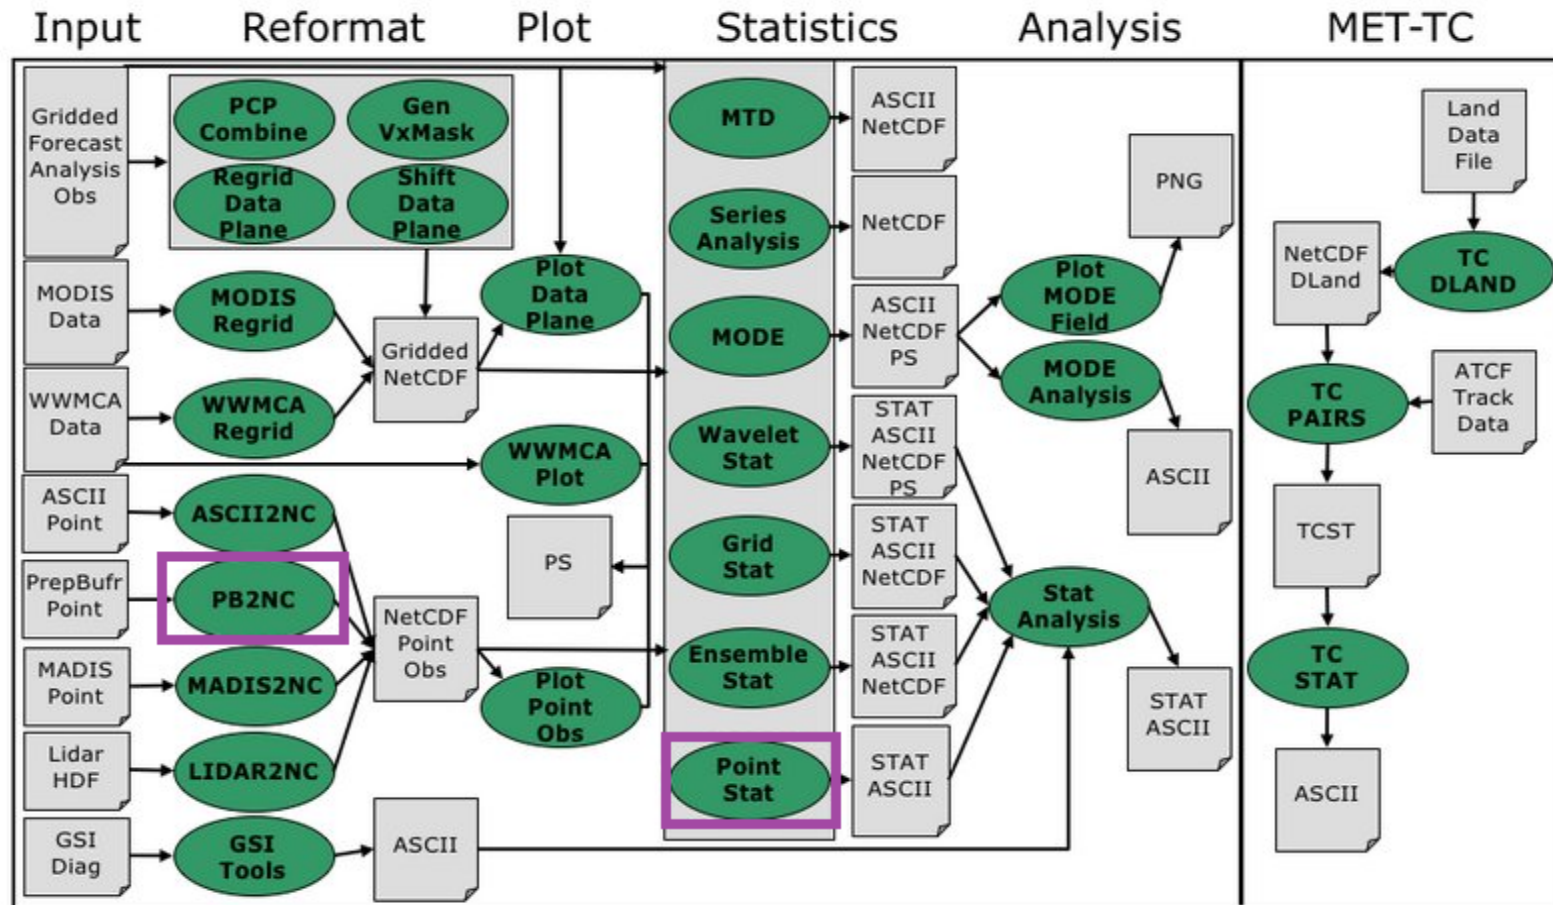 Input
Reformat
Plot
Statistics
Analysis
MET-TC
Gridded
Forecast
Analysis
Obs
PCP
Combine
Gen
VxMask
Regrid
Data
Plane
Shift
Data
Plane
MODIS
Data
MODIS
Regrid
WWMCA
Data
WWMCA
Regrid
Gridded
NetCDF
ASCII
Point
ASCII2NC
PrepBufr
Point
PB2NC
MADIS
Point
MADIS2NC
Lidar
HDF
LIDAR2NC
GSI
Diag
GSI
Tools
NetCDF
Point
Obs
ASCII
Plot
Data
Plane
WWMCA
Plot
PS
Plot
Point
Obs
MTD
ASCII
NetCDF
Series
Analysis
NetCDF
MODE
ASCII
NetCDF
PS
Wavelet
Stat
STAT
ASCII
NetCDF
PS
Grid
Stat
STAT
ASCII
NetCDF
Ensemble
Stat
STAT
ASCII
NetCDF
Point
Stat
STAT
ASCII
PNG
Plot
MODE
Field
MODE
Analysis
ASCII
Stat
Analysis
STAT
ASCII
Land
Data
File
NetCDF
DLand
TC
DLAND
TC
PAIRS
ATCF
Track
Data
TCST
TC
STAT
ASCII